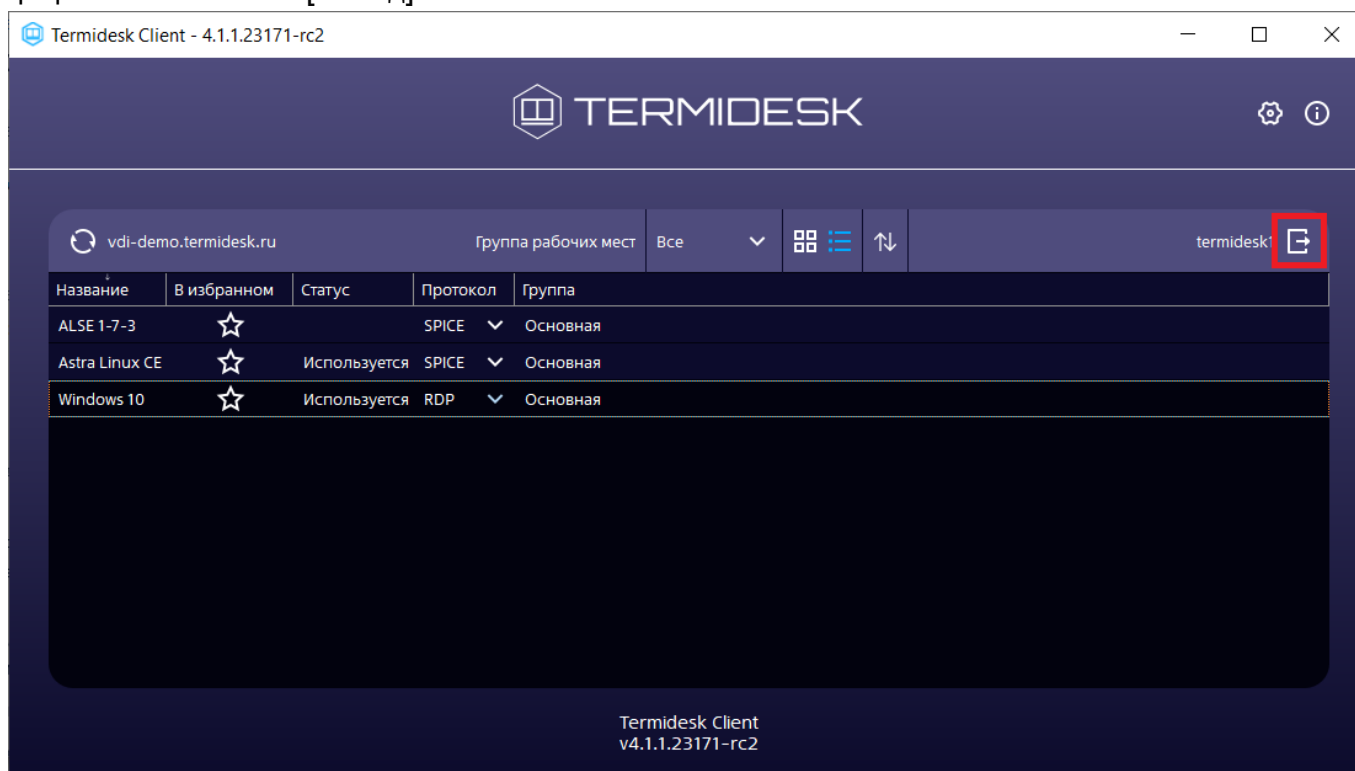 Termidesk Client - 4.1.1.23171-rc2
TERMIDESK
vdi-demo.termidesk.ru Группа рабочих мест Все termidesk1
Название В избранном Статус Протокол Группа
ALSE 1-7-3 SPICE Основная
Astra Linux CE Используется SPICE Основная
Windows 10 Используется RDP Основная
Termidesk Client
v4.1.1.23171-rc2